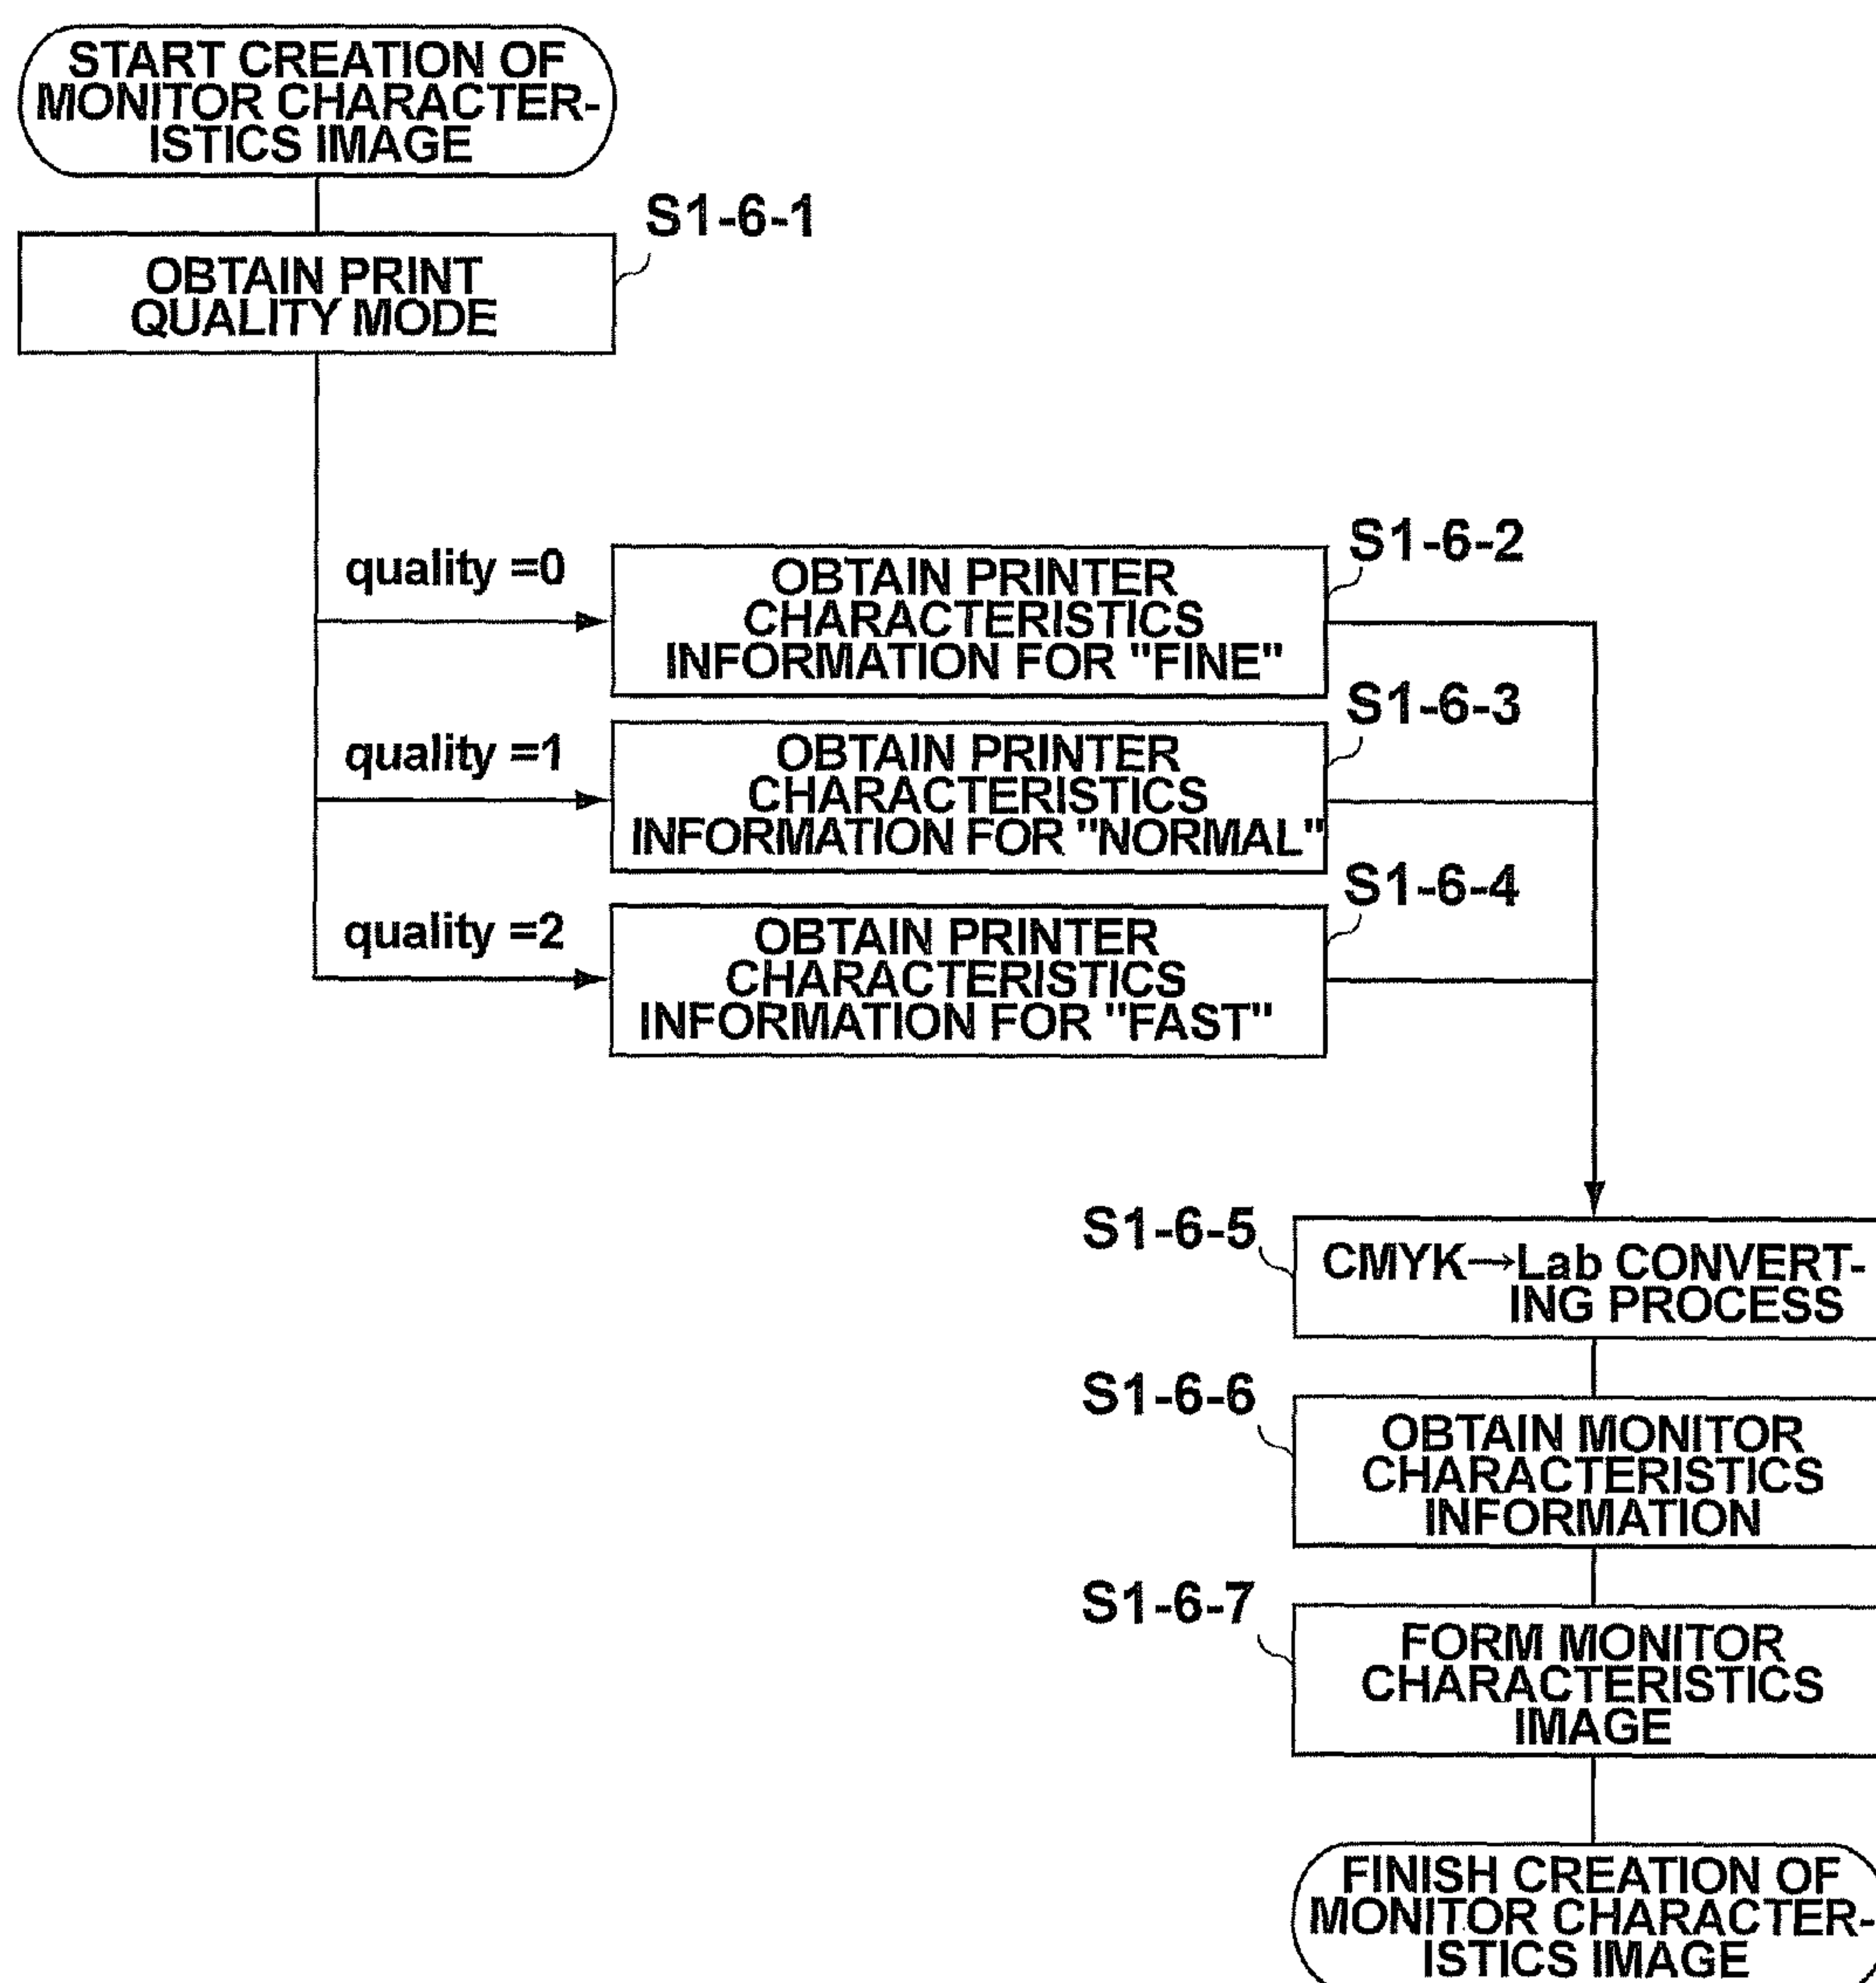 START CREATION OF
MONITOR CHARACTER-
ISTICS IMAGE
S1-6-1
OBTAIN PRINT
QUALITY MODE
quality =0
S1-6-2
OBTAIN PRINTER
CHARACTERISTICS
INFORMATION FOR "FINE"
quality =1
S1-6-3
OBTAIN PRINTER
CHARACTERISTICS
INFORMATION FOR "NORMAL"
quality =2
S1-6-4
OBTAIN PRINTER
CHARACTERISTICS
INFORMATION FOR "FAST"
S1-6-5
CMYK→Lab CONVERT-
ING PROCESS
S1-6-6
OBTAIN MONITOR
CHARACTERISTICS
INFORMATION
S1-6-7
FORM MONITOR
CHARACTERISTICS
IMAGE
FINISH CREATION OF
MONITOR CHARACTER-
ISTICS IMAGE